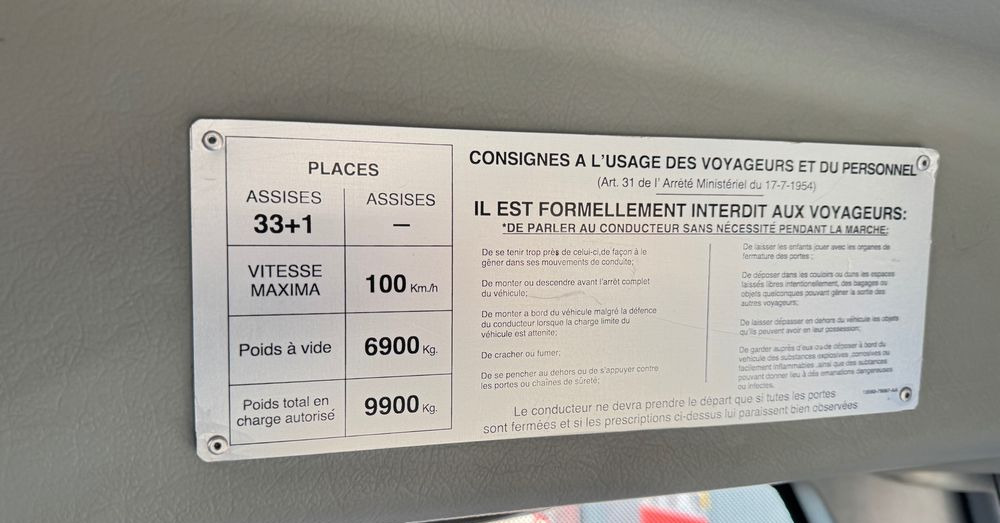 PLACES
ASSISES ASSISES
33+1 —
VITESSE MAXIMA 100 Km/h
Poids à vide 6900 Kg.
Poids total en charge autorisé 9900 Kg.
CONSIGNES A L'USAGE DES VOYAGEURS ET DU PERSONNEL
(Art. 31 de l' Arrété Ministériel du 17-7-1954)
IL EST FORMELLEMENT INTERDIT AUX VOYAGEURS:
*DE PARLER AU CONDUCTEUR SANS NÉCESSITÉ PENDANT LA MARCHE:
De se tenir trop près de celui-ci,de façon à le
gêner dans ses mouvements de conduite;
De monter ou descendre avant l'arrêt complet
du véhicule;
De monter a bord du véhicule malgré la défence
du conducteur lorsque la charge limite du
véhicule est atteinte;
De cracher ou fumer;
De se pencher au dehors ou de s'appuyer contre
les portes ou chaînes de sûreté;
De laisser les enfants jouer avec les organes de
fermature des portes ;
De déposer dans les couloirs ou dans les espaces
laissés libres intentionellement, des bagages ou
objets quelconques pouvant gêner la sortie des
autres voyageurs;
De laisser dépasser en dehors du véhicule les objets
qu'ils peuvent avoir en leur possession;
De garder auprès d'eux ou de déposer à bord du
vehicule des substances explosives ,corrosives ou
facilement inflammables ,ainsi que des substances
pouvant donner lieu à des emanations dangereuses
ou infectes.
Le conducteur ne devra prendre le départ que si tutes les portes
sont fermées et si les prescriptions ci-dessus lui paraissent bien observées